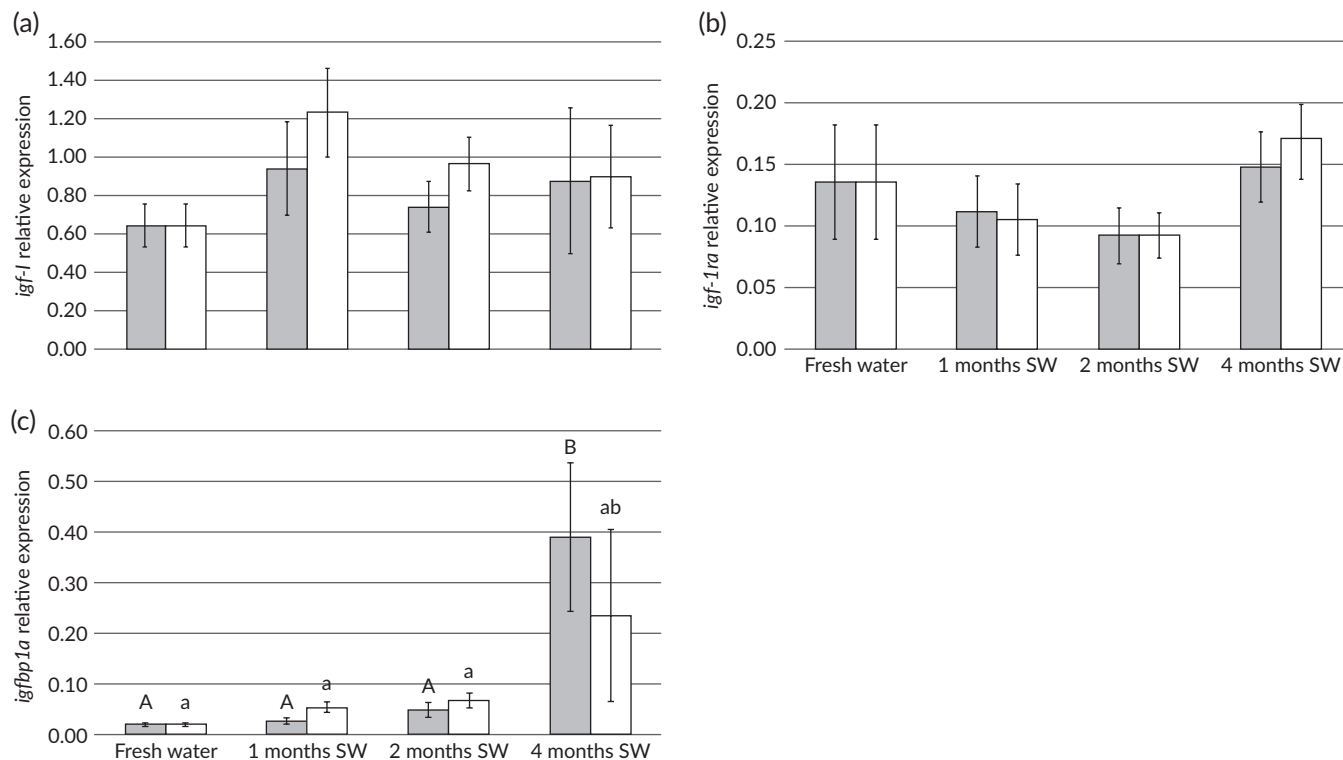 (a)
igf-I relative expression
1.60
1.40
1.20
1.00
0.80
0.60
0.40
0.20
0.00
(b)
igf-1ra relative expression
0.25
0.20
0.15
0.10
0.05
0.00
Fresh water 1 months SW 2 months SW 4 months SW
(c)
igfbp1a relative expression
0.60
0.50
0.40
0.30
0.20
0.10
0.00
A a A a A a B ab
Fresh water 1 months SW 2 months SW 4 months SW